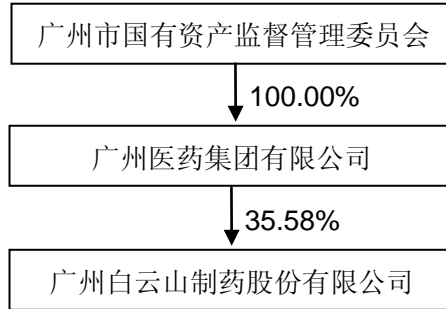 广州市国有资产监督管理委员会
100.00%
广州医药集团有限公司
35.58%
广州白云山制药股份有限公司